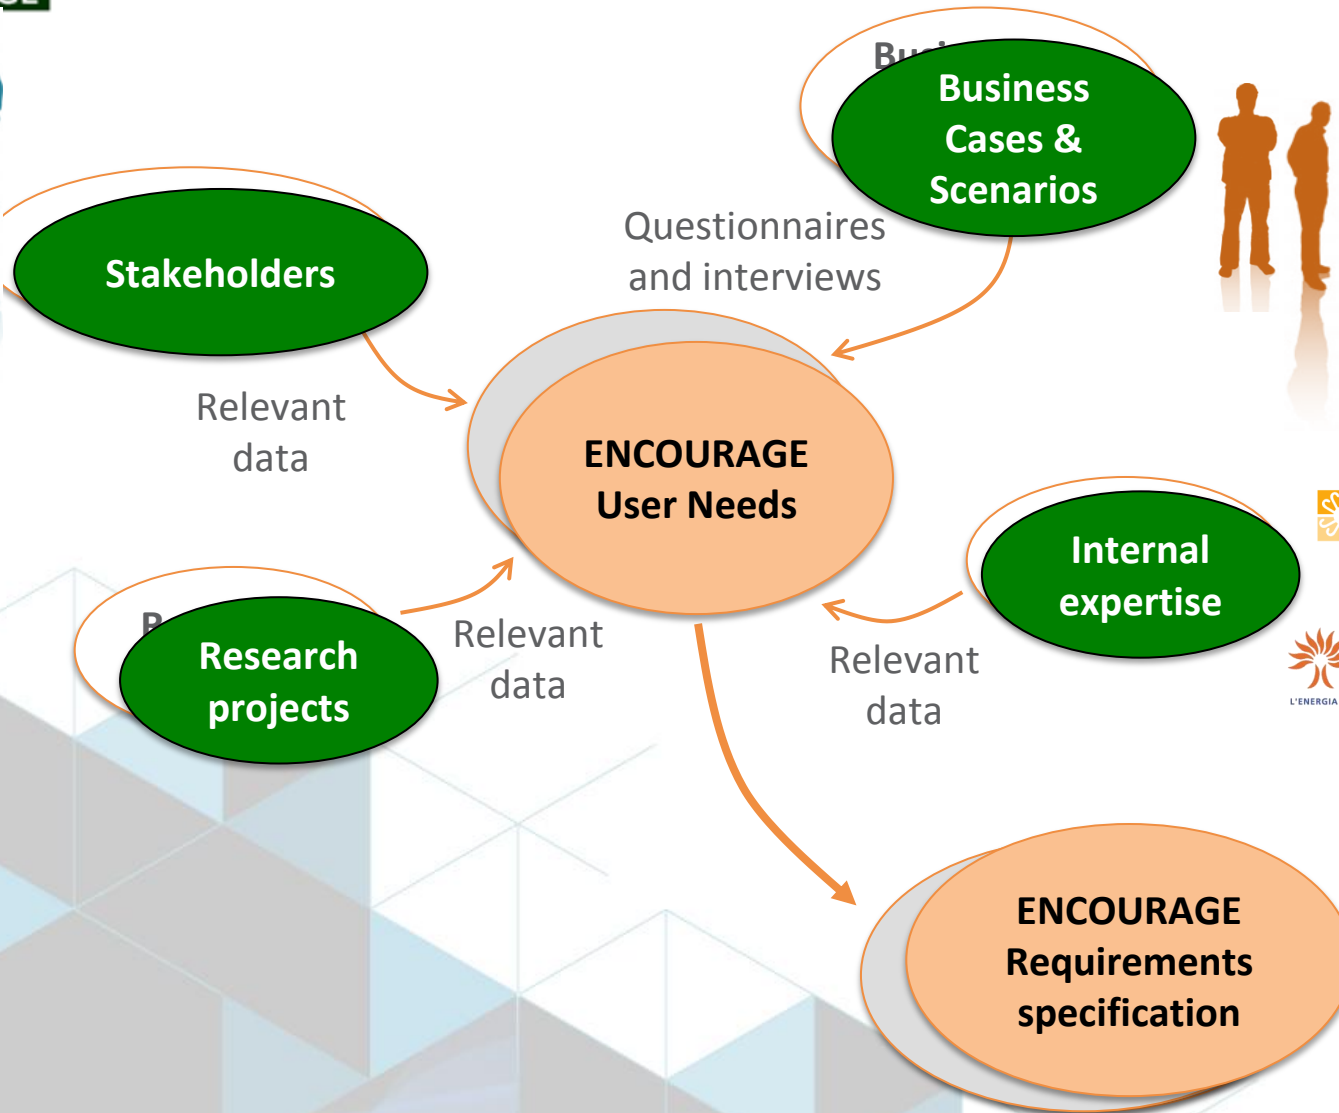 Business
Cases &
Scenarios
Questionnaires
and interviews
Stakeholders
Relevant
data
ENCOURAGE
User Needs
Internal
expertise
Research
projects
Relevant
data
Relevant
data
L'ENERGIA
ENCOURAGE
Requirements
specification